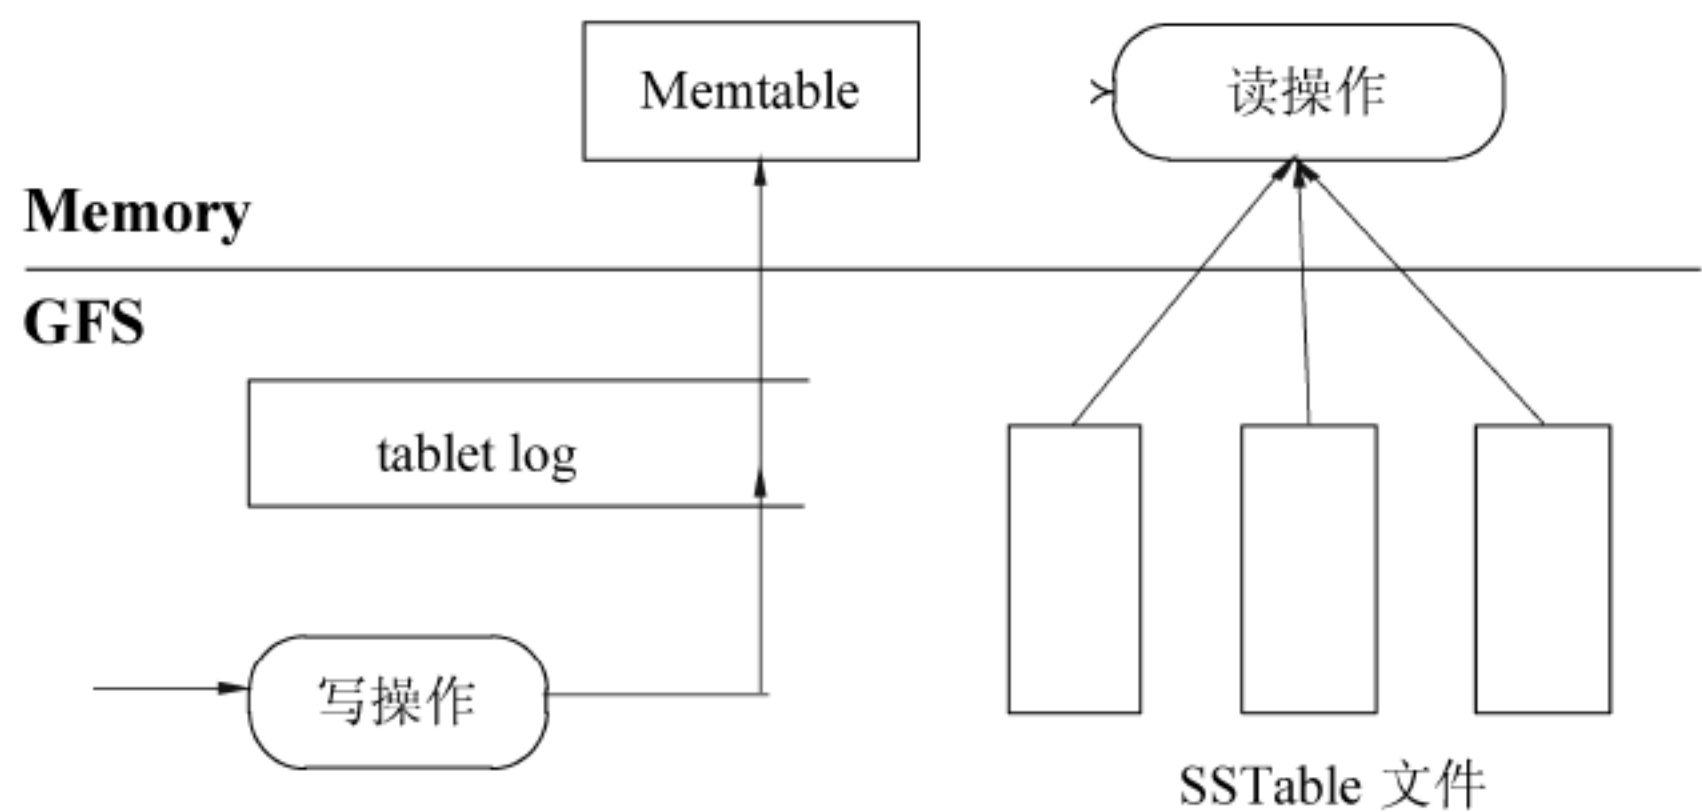 Memtable
读操作
Memory
GFS
tablet log
写操作
SSTable 文件